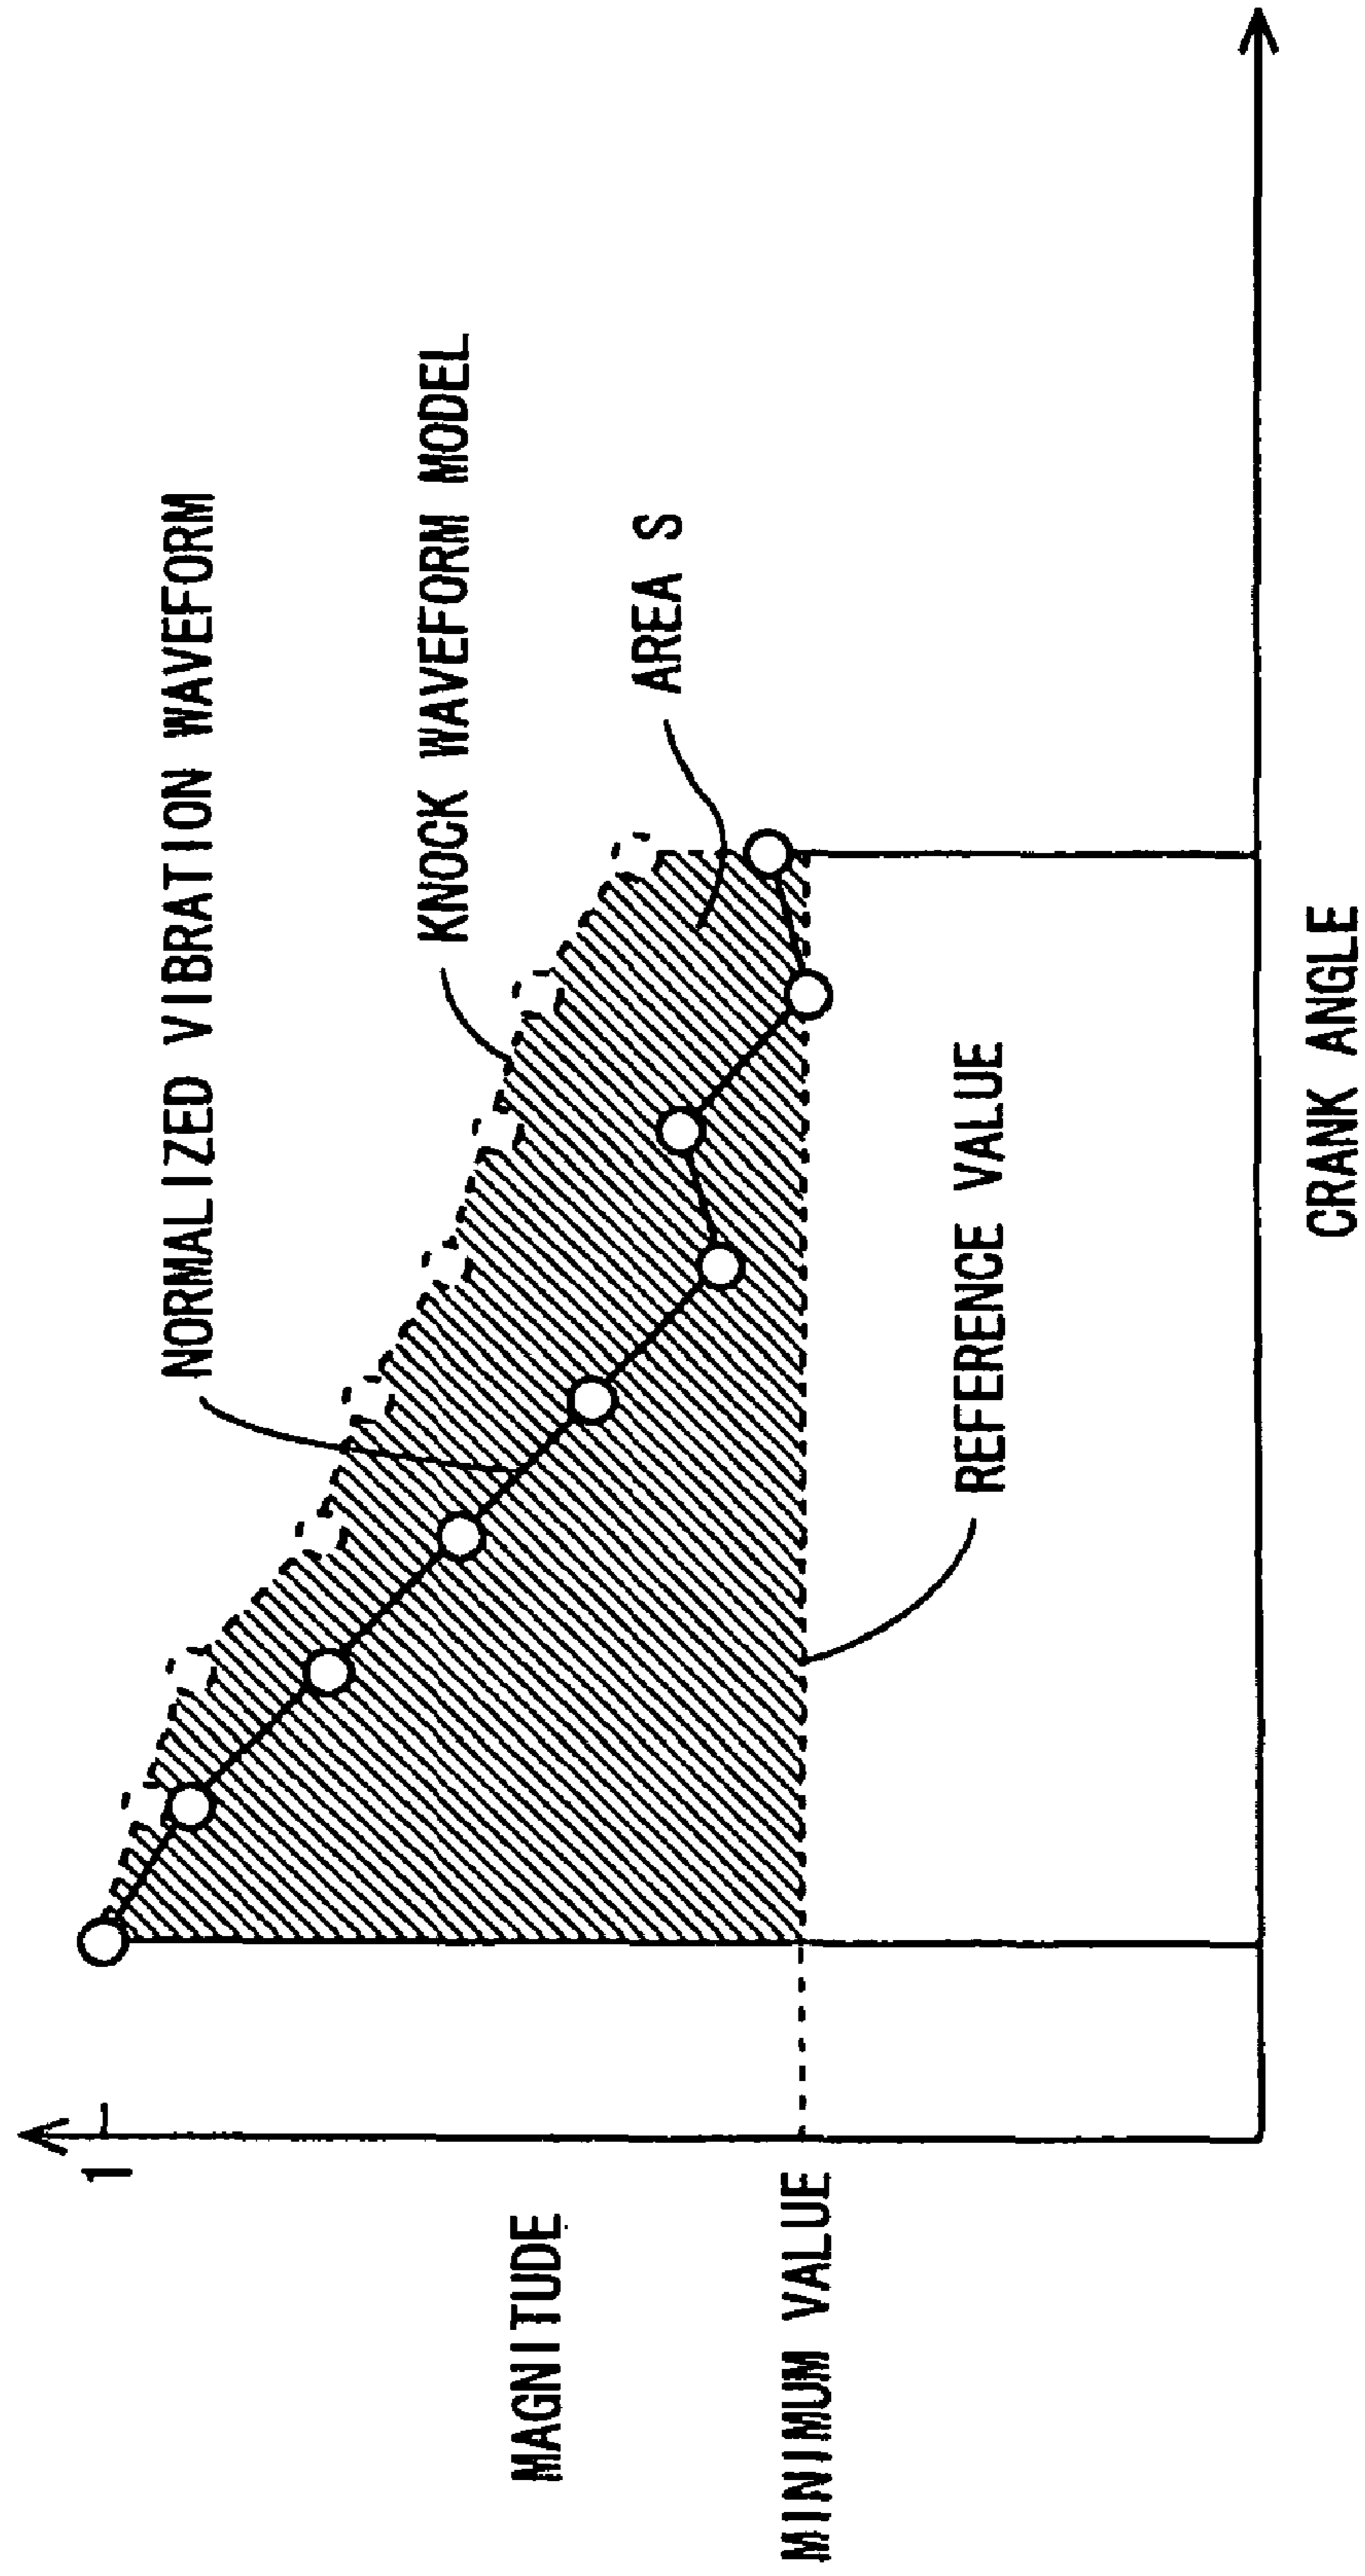 1
MAGNITUDE
MINIMUM VALUE
NORMALIZED VIBRATION WAVEFORM
KNOCK WAVEFORM MODEL
AREA S
REFERENCE VALUE
CRANK ANGLE